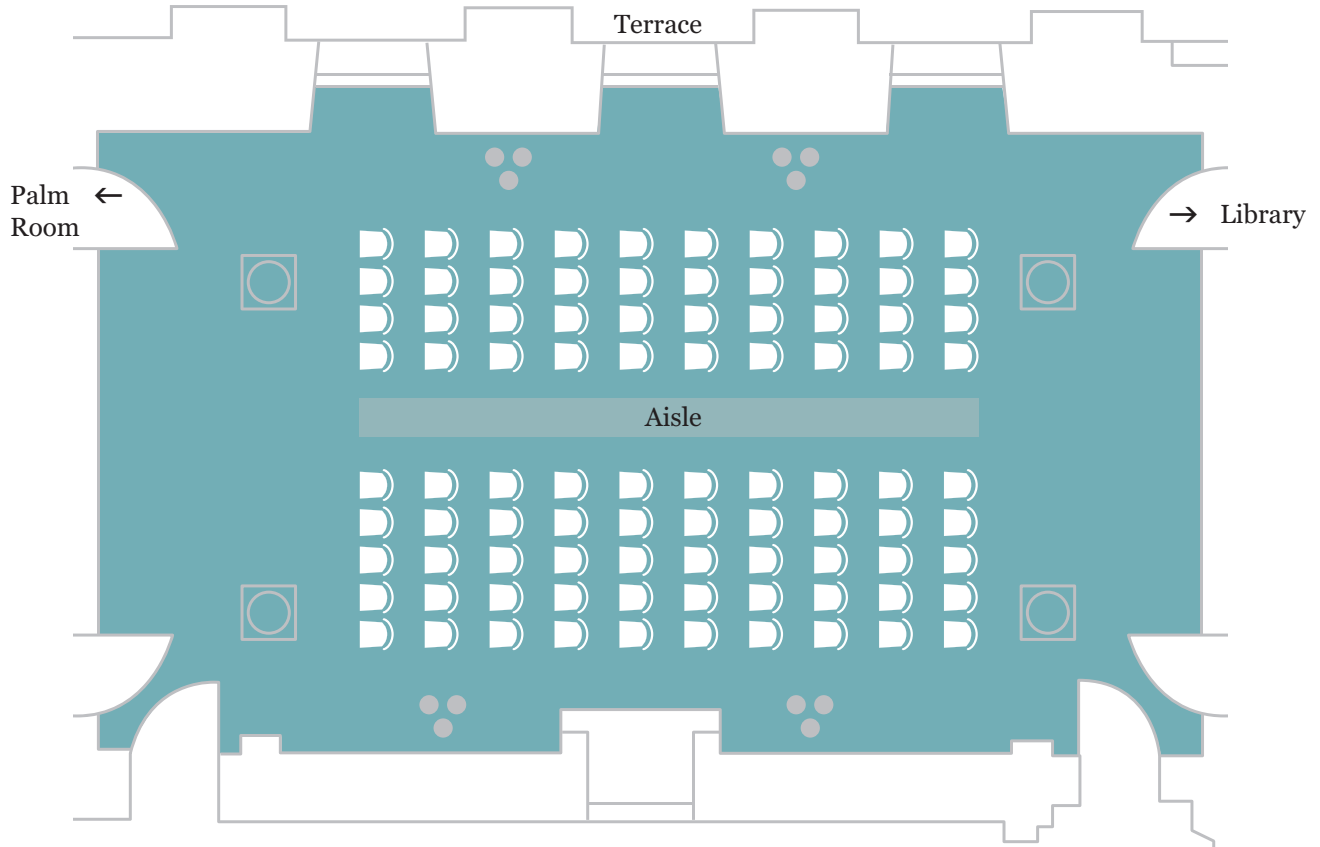 Terrace
Palm
Room
←
→ Library
Aisle